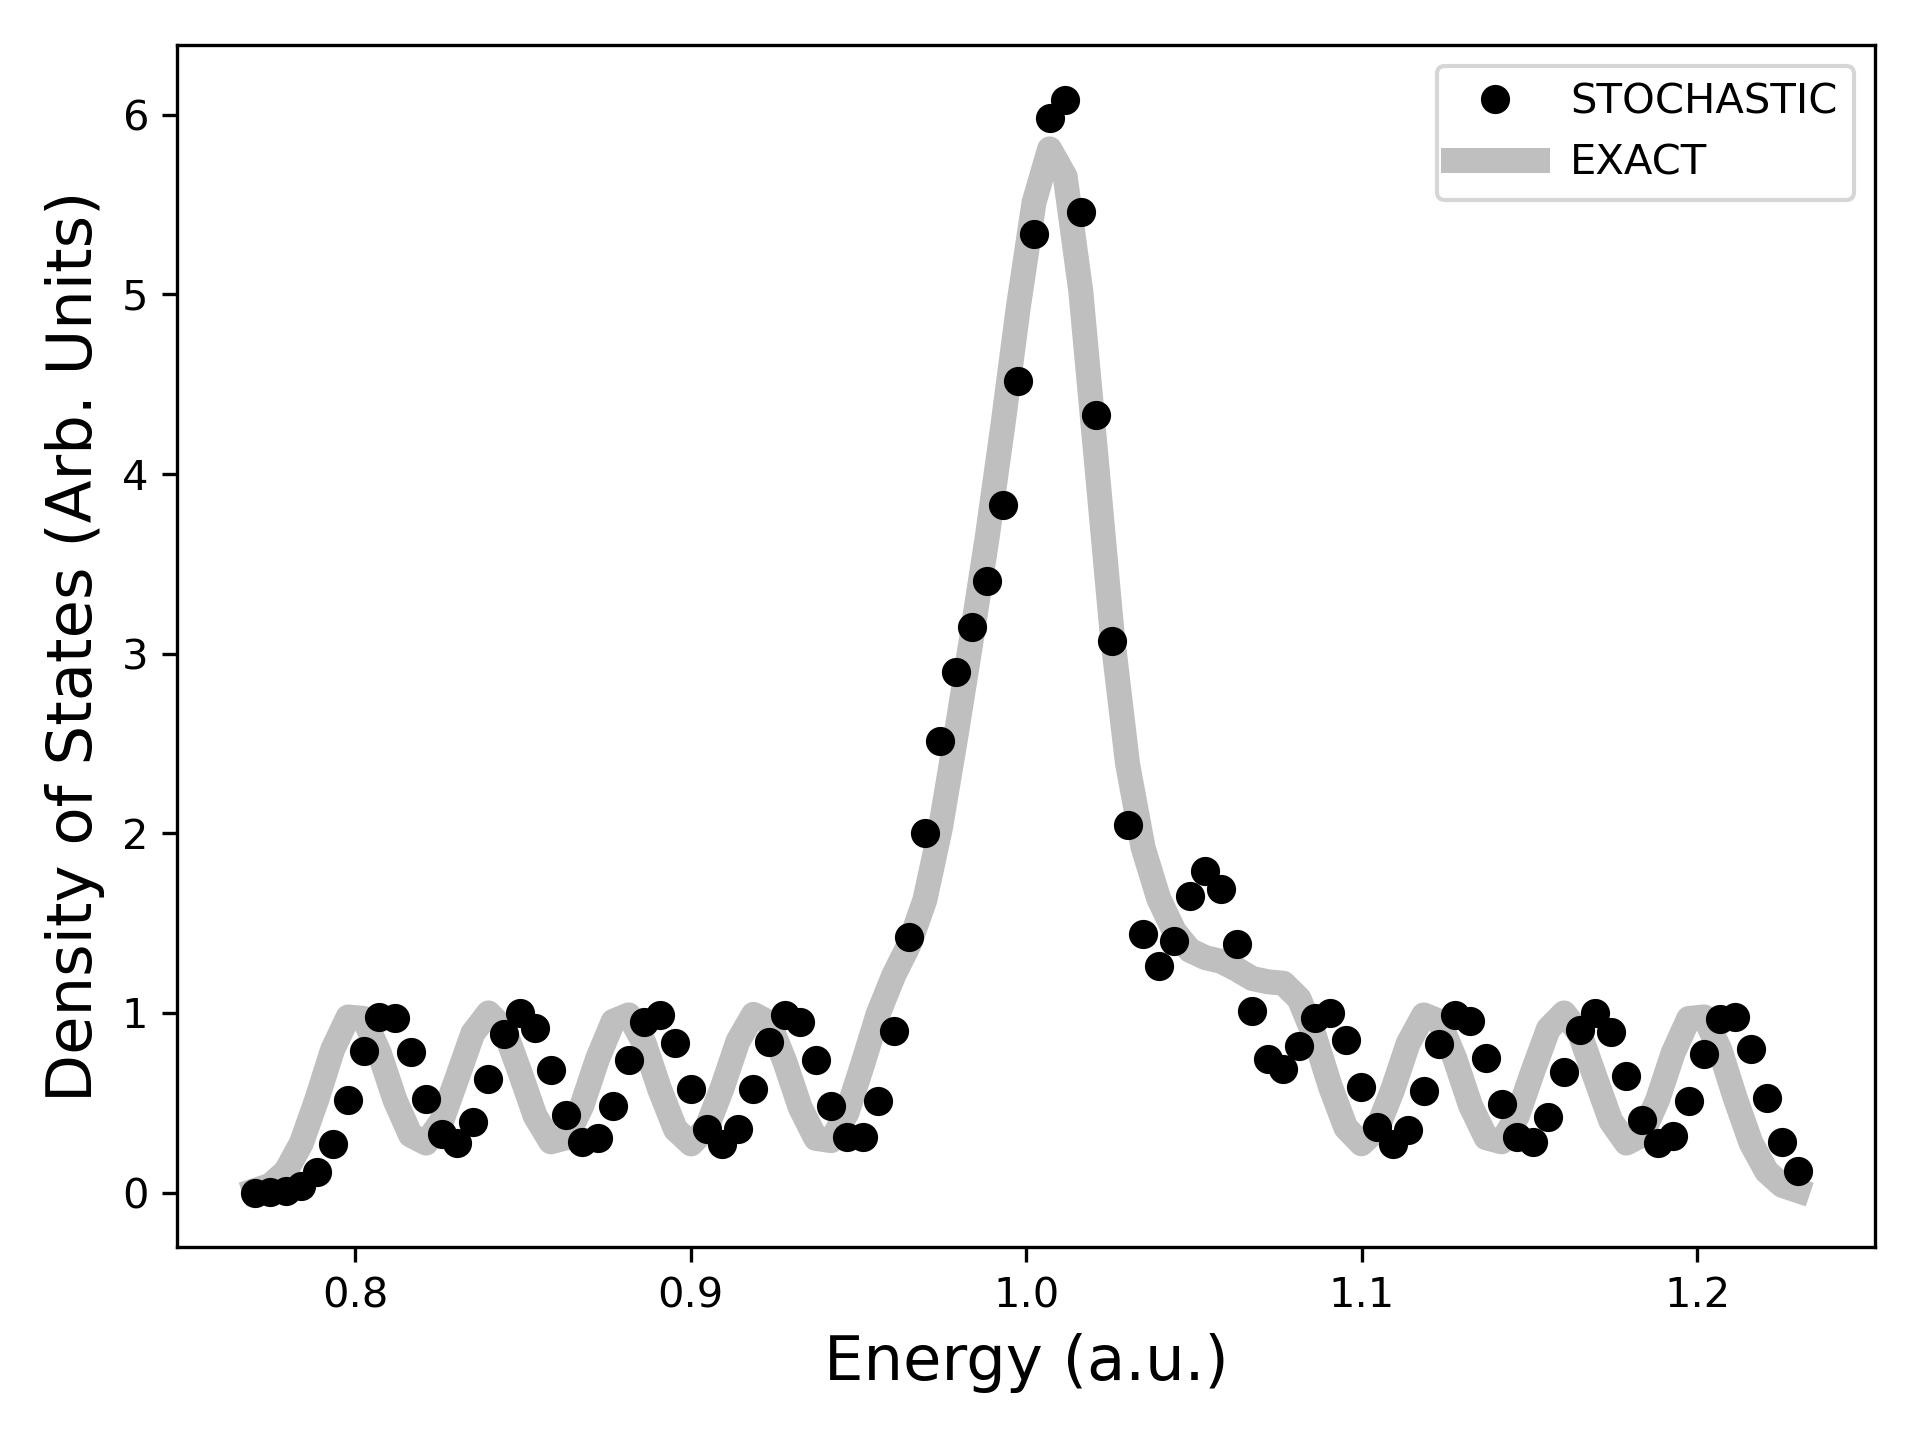 STOCHASTIC
EXACT
Density of States (Arb. Units)
6
5
4
3
2
1
0
0.8 0.9 1.0 1.1 1.2
Energy (a.u.)